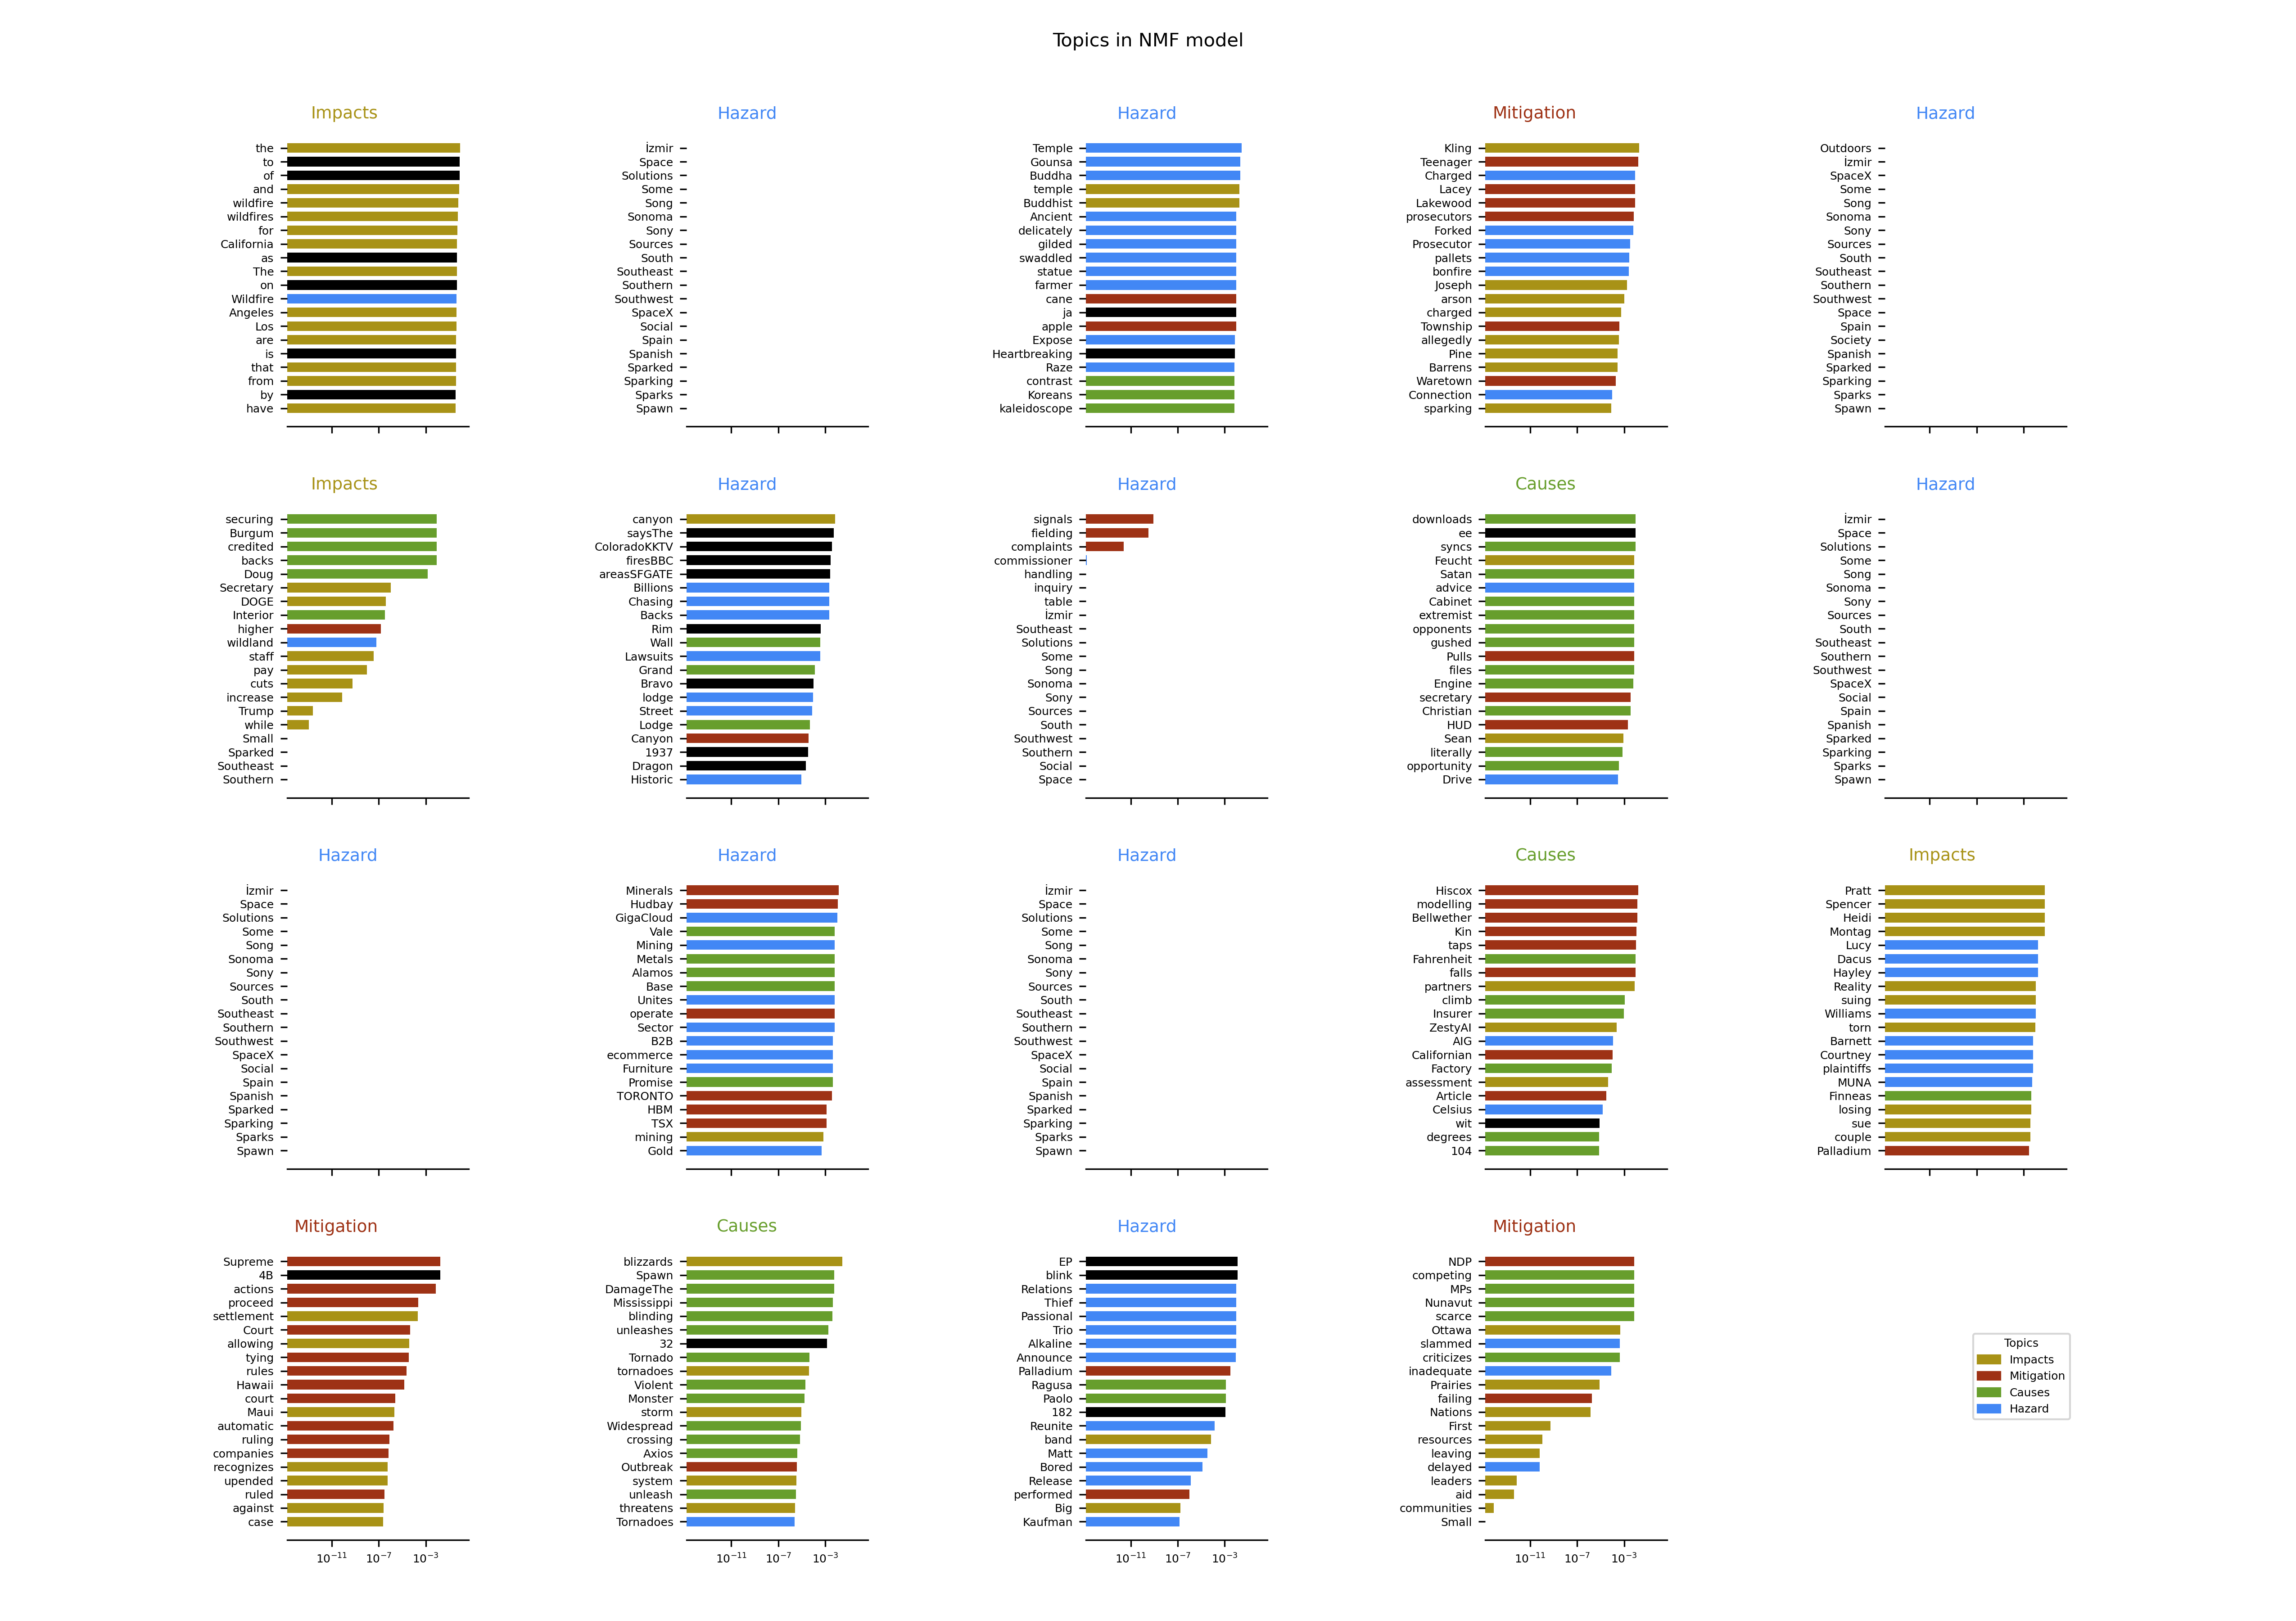 Topics in NMF model
Impacts
the
to
of
and
wildfire
wildfires
for
California
as
The
on
Wildfire
Angeles
Los
are
is
that
from
by
have
Hazard
İzmir
Space
Solutions
Some
Song
Sonoma
Sony
Sources
South
Southeast
Southern
Southwest
SpaceX
Social
Spain
Spanish
Sparked
Sparking
Sparks
Spawn
Hazard
Temple
Gounsa
Buddha
temple
Buddhist
Ancient
delicately
gilded
swaddled
statue
farmer
cane
ja
apple
Expose
Heartbreaking
Raze
contrast
Koreans
kaleidoscope
Mitigation
Kling
Teenager
Charged
Lacey
Lakewood
prosecutors
Forked
Prosecutor
pallets
bonfire
Joseph
arson
charged
Township
allegedly
Pine
Barrens
Waretown
Connection
sparking
Hazard
Outdoors
İzmir
SpaceX
Some
Song
Sonoma
Sony
Sources
South
Southeast
Southern
Southwest
Space
Spain
Society
Spanish
Sparked
Sparking
Sparks
Spawn
Impacts
securing
Burgum
credited
backs
Doug
Secretary
DOGE
Interior
higher
wildland
staff
pay
cuts
increase
Trump
while
Small
Sparked
Southeast
Southern
Hazard
canyon
saysThe
ColoradoKKTV
firesBBC
areasSFGATE
Billions
Chasing
Backs
Rim
Wall
Lawsuits
Grand
Bravo
lodge
Street
Lodge
Canyon
1937
Dragon
Historic
Hazard
signals
fielding
complaints
commissioner
handling
inquiry
table
İzmir
Southeast
Solutions
Some
Song
Sonoma
Sony
Sources
South
Southwest
Southern
Social
Space
Causes
downloads
ee
syncs
Feucht
Satan
advice
Cabinet
extremist
opponents
gushed
Pulls
files
Engine
secretary
Christian
HUD
Sean
literally
opportunity
Drive
Hazard
İzmir
Space
Solutions
Some
Song
Sonoma
Sony
Sources
South
Southeast
Southern
Southwest
SpaceX
Social
Spain
Spanish
Sparked
Sparking
Sparks
Spawn
Hazard
İzmir
Space
Solutions
Some
Song
Sonoma
Sony
Sources
South
Southeast
Southern
Southwest
SpaceX
Social
Spain
Spanish
Sparked
Sparking
Sparks
Spawn
Hazard
Minerals
Hudbay
GigaCloud
Vale
Mining
Metals
Alamos
Base
Unites
operate
Sector
B2B
ecommerce
Furniture
Promise
TORONTO
HBM
TSX
mining
Gold
Hazard
İzmir
Space
Solutions
Some
Song
Sonoma
Sony
Sources
South
Southeast
Southern
Southwest
SpaceX
Social
Spain
Spanish
Sparked
Sparking
Sparks
Spawn
Causes
Hiscox
modelling
Bellwether
Kin
taps
Fahrenheit
falls
partners
climb
Insurer
ZestyAI
AIG
Californian
Factory
assessment
Article
Celsius
wit
degrees
104
Impacts
Pratt
Spencer
Heidi
Montag
Lucy
Dacus
Hayley
Reality
suing
Williams
torn
Barnett
Courtney
plaintiffs
MUNA
Finneas
losing
sue
couple
Palladium
Mitigation
Supreme
4B
actions
proceed
settlement
Court
allowing
tying
rules
Hawaii
court
Maui
automatic
ruling
companies
recognizes
upended
ruled
against
case
10⁻¹¹ 10⁻⁷ 10⁻³
Causes
blizzards
Spawn
DamageThe
Mississippi
blinding
unleashes
32
Tornado
tornadoes
Violent
Monster
storm
Widespread
crossing
Axios
Outbreak
system
unleash
threatens
Tornadoes
10⁻¹¹ 10⁻⁷ 10⁻³
Hazard
EP
blink
Relations
Thief
Passional
Trio
Alkaline
Announce
Palladium
Ragusa
Paolo
182
Reunite
band
Matt
Bored
Release
performed
Big
Kaufman
10⁻¹¹ 10⁻⁷ 10⁻³
Mitigation
NDP
competing
MPs
Nunavut
scarce
Ottawa
slammed
criticizes
inadequate
Prairies
failing
Nations
First
resources
leaving
delayed
leaders
aid
communities
Small
10⁻¹¹ 10⁻⁷ 10⁻³
Topics
Impacts
Mitigation
Causes
Hazard